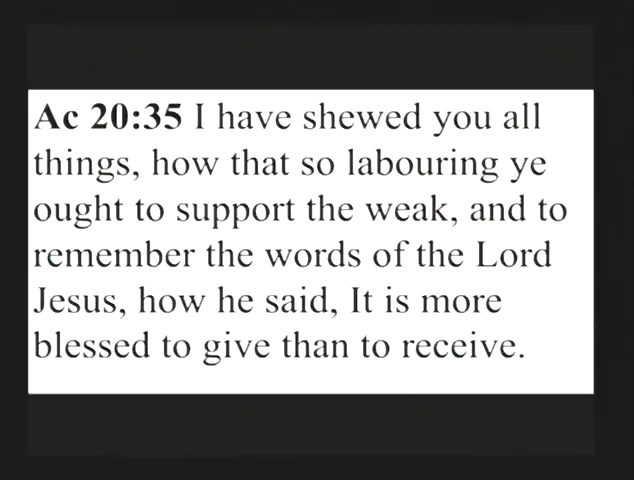 Ac 20:35 I have shewed you all
things, how that so labouring ye
ought to support the weak, and to
remember the words of the Lord
Jesus, how he said, It is more
blessed to give than to receive.